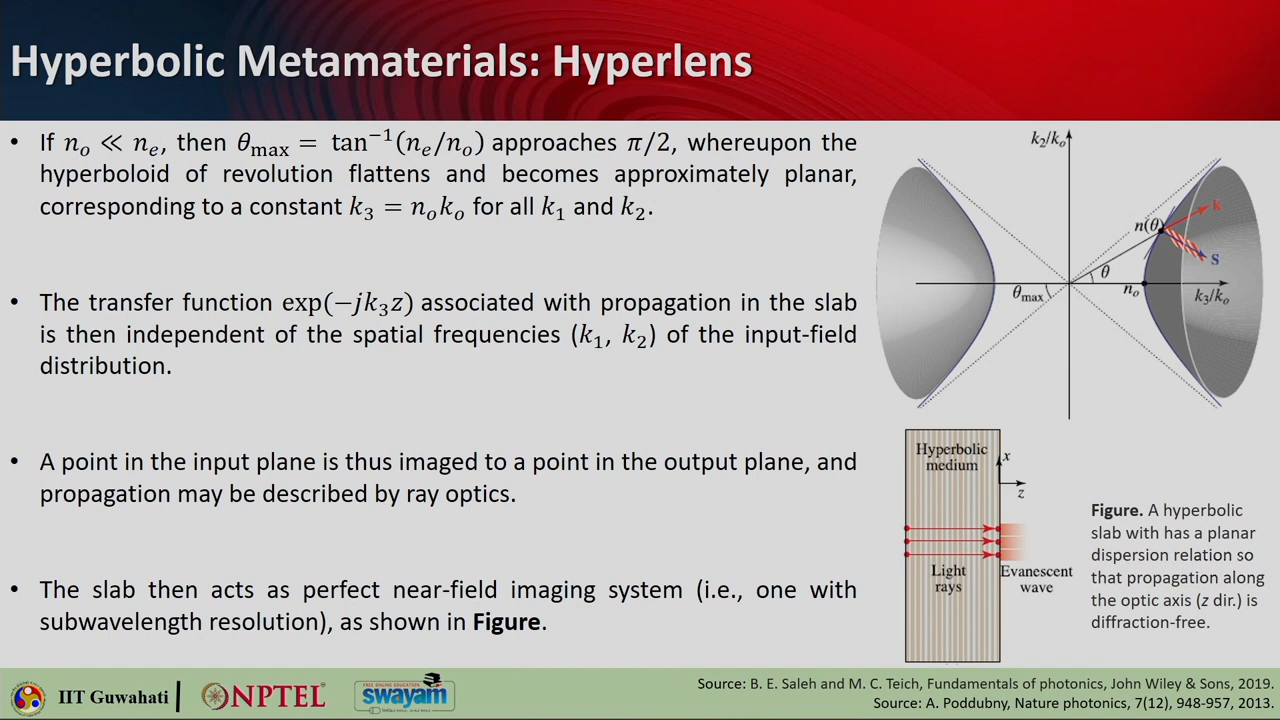 Hyperbolic Metamaterials: Hyperlens
• If nₒ ≪ nₑ, then θmax = tan⁻¹(nₑ/nₒ) approaches π/2, whereupon the
hyperboloid of revolution flattens and becomes approximately planar,
corresponding to a constant k₃ = nₒkₒ for all k₁ and k₂.
• The transfer function exp(−jk₃z) associated with propagation in the slab
is then independent of the spatial frequencies (k₁, k₂) of the input-field
distribution.
• A point in the input plane is thus imaged to a point in the output plane, and
propagation may be described by ray optics.
• The slab then acts as perfect near-field imaging system (i.e., one with
subwavelength resolution), as shown in Figure.
k₂/kₒ
k
n(θ)
S
θ
θmax
nₒ
k₃/kₒ
Hyperbolic
medium
x
z
Light
rays
Evanescent
wave
Figure. A hyperbolic
slab with has a planar
dispersion relation so
that propagation along
the optic axis (z dir.) is
diffraction-free.
IIT Guwahati
NPTEL
FREE ONLINE EDUCATION
swayam
Source: B. E. Saleh and M. C. Teich, Fundamentals of photonics, John Wiley & Sons, 2019.
Source: A. Poddubny, Nature photonics, 7(12), 948-957, 2013.